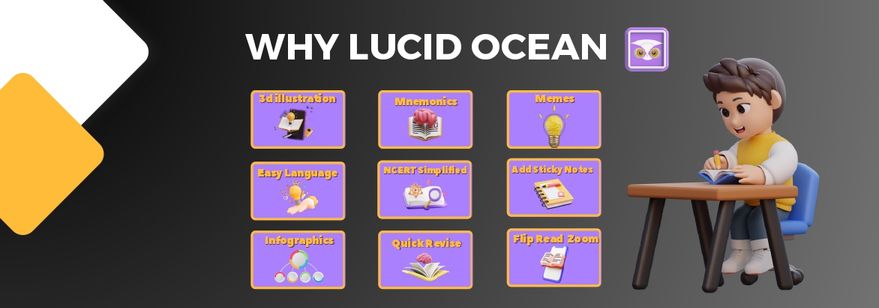 WHY LUCID OCEAN
3d illustration
Mnemonics
Memes
Easy Language
NCERT Simplified
Add Sticky Notes
Infographics
Quick Revise
Flip Read Zoom